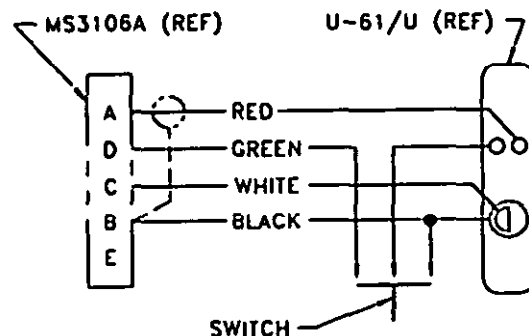 MS3106A (REF)
U-61/U (REF)
A
RED
D
GREEN
C
WHITE
B
BLACK
E
SWITCH